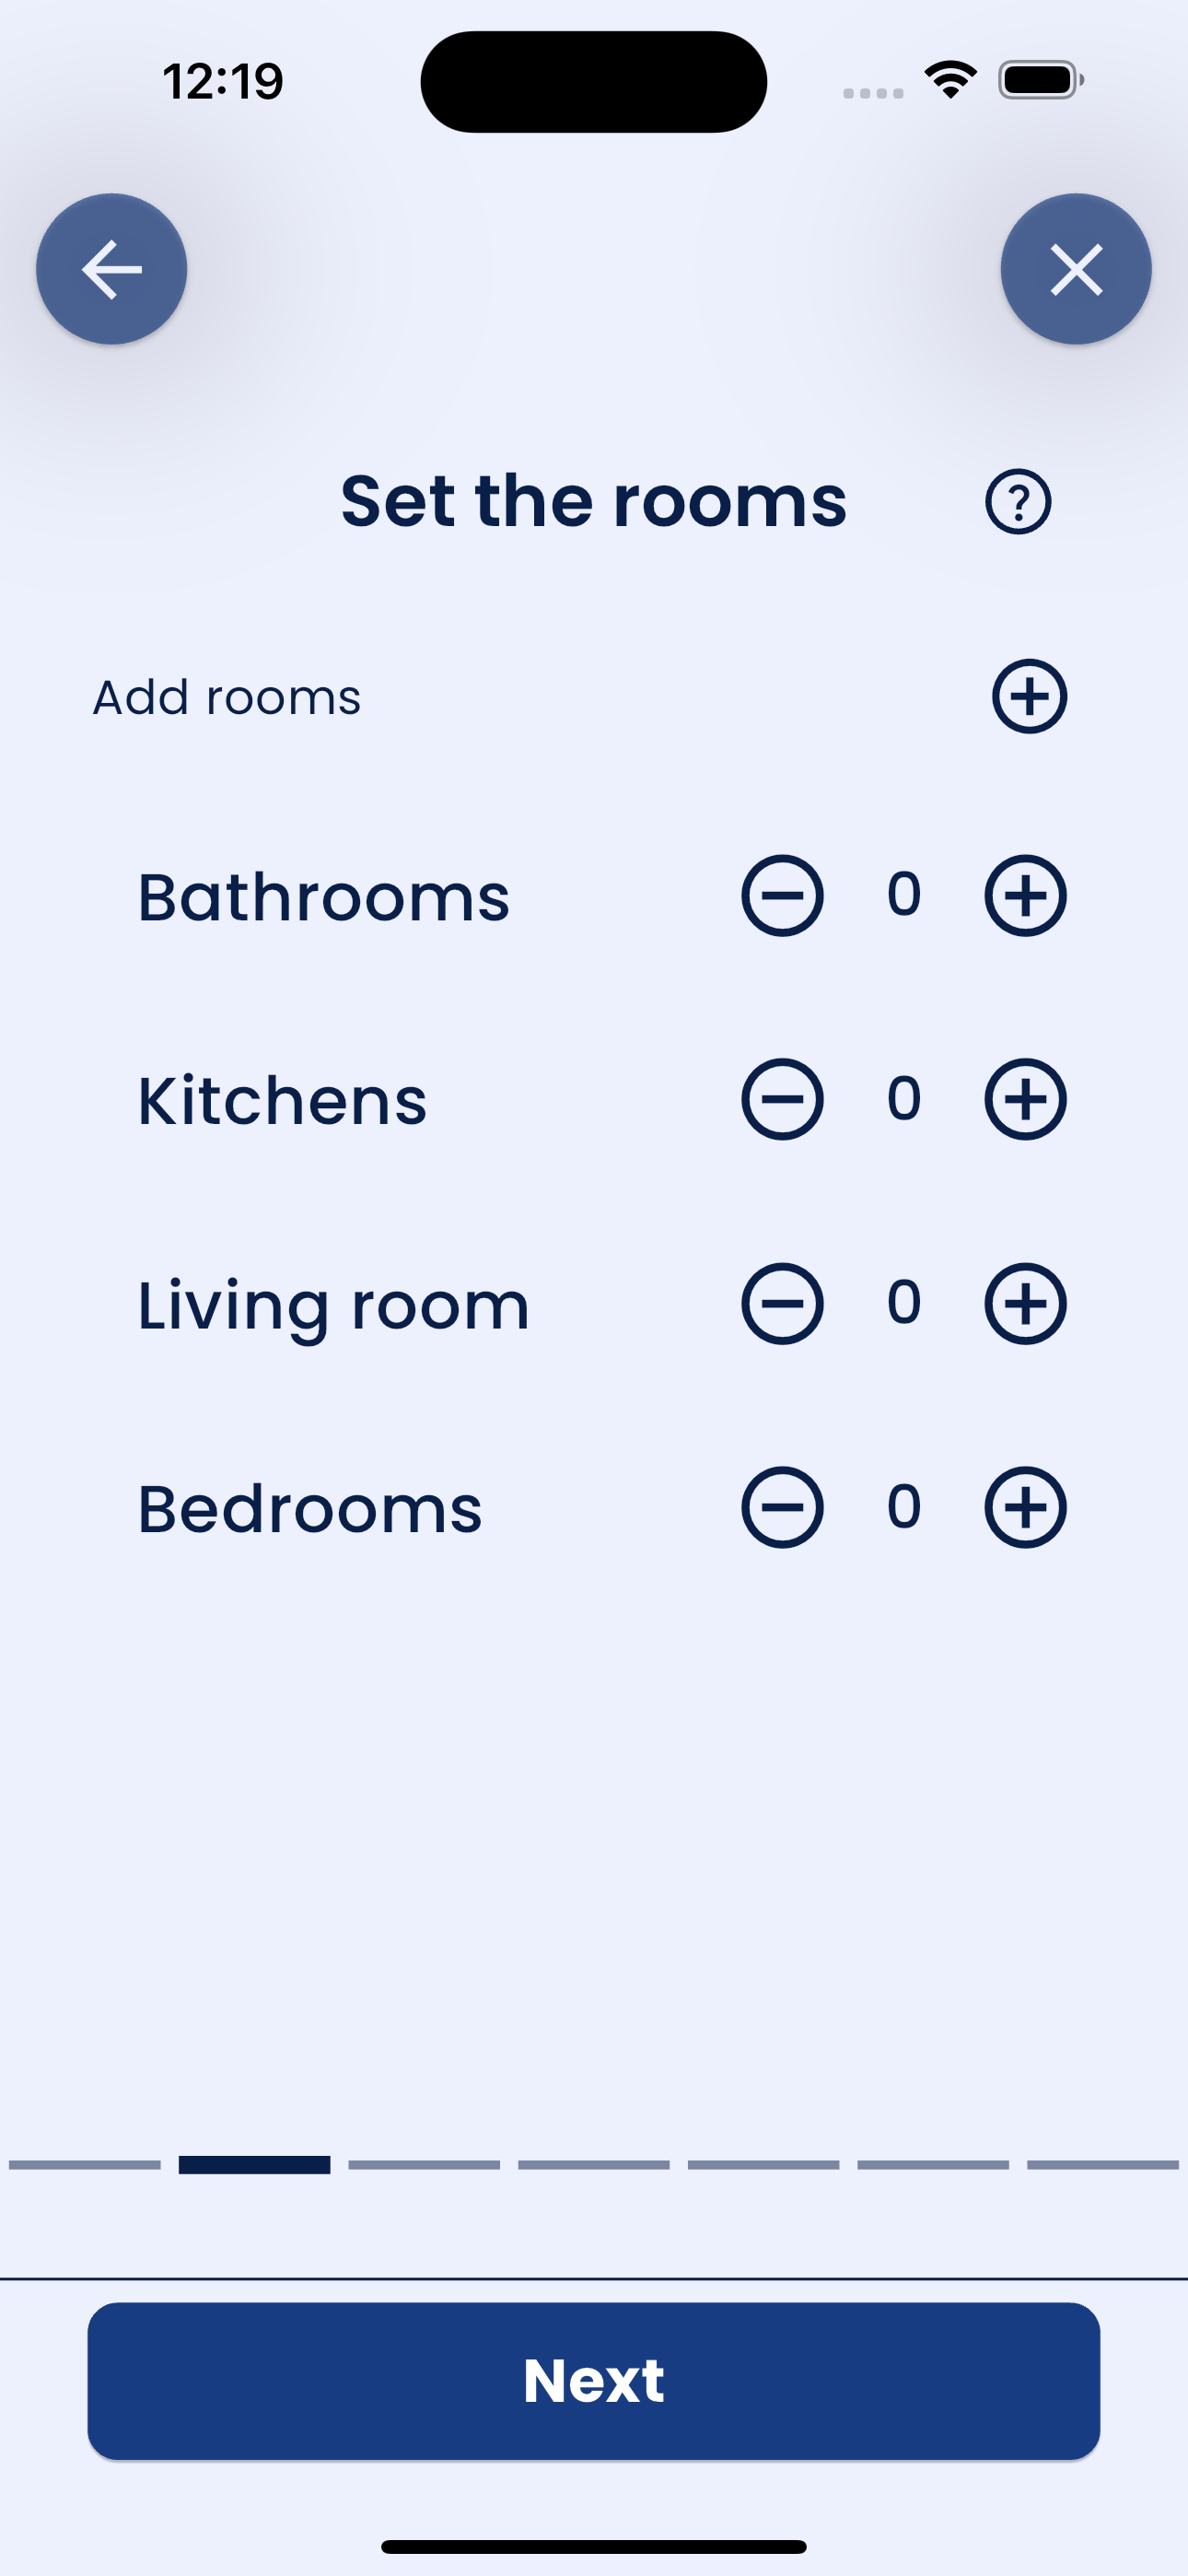 12:19
Set the rooms
Add rooms
Bathrooms 0
Kitchens 0
Living room 0
Bedrooms 0
Next